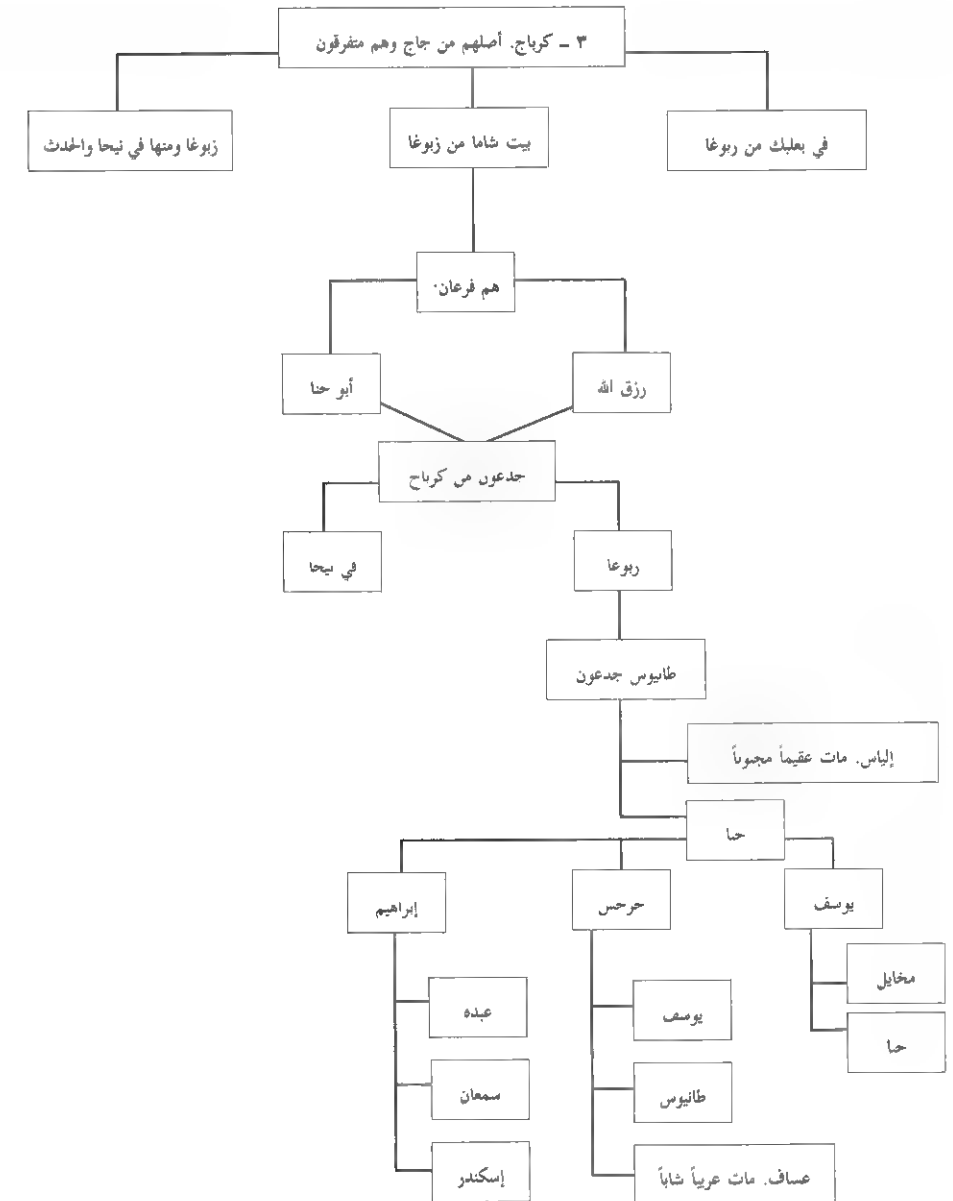 ٣ – كرباج. أصلهم من جاج وهم متفرقون
في بعلبك من ربوغا
بيت شاما من زبوغا
زبوغا ومنها في نيحا والحدث
هم فرعان·
رزق الله
أبو حنا
جدعون من كرباح
ربوعا
في نيحا
طانيوس جدعون
إلياس. مات عقيماً مجنوناً
حنا
يوسف
جرجس
إبراهيم
مخايل
حنا
يوسف
طانيوس
عساف. مات عربياً شاباً
عبده
سمعان
إسكندر